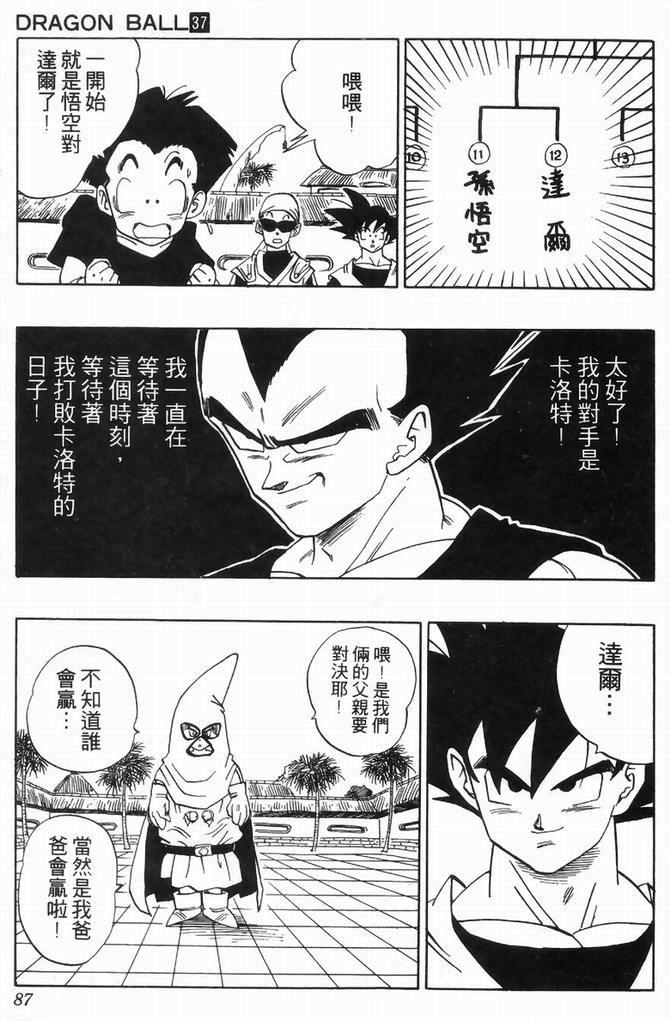 DRAGON BALL 37
⑩
⑪
⑫
⑬
達爾
孫悟空
喂喂！
一開始
就是悟空對
達爾了！
太好了！
我的對手是
卡洛特！
我一直在
等待著
這個時刻，
等待著
我打敗卡洛特的
日子！
達爾…
喂！是我們
倆的父親要
對決耶！
不知道誰
會贏…
當然是我爸
爸會贏啦！
87